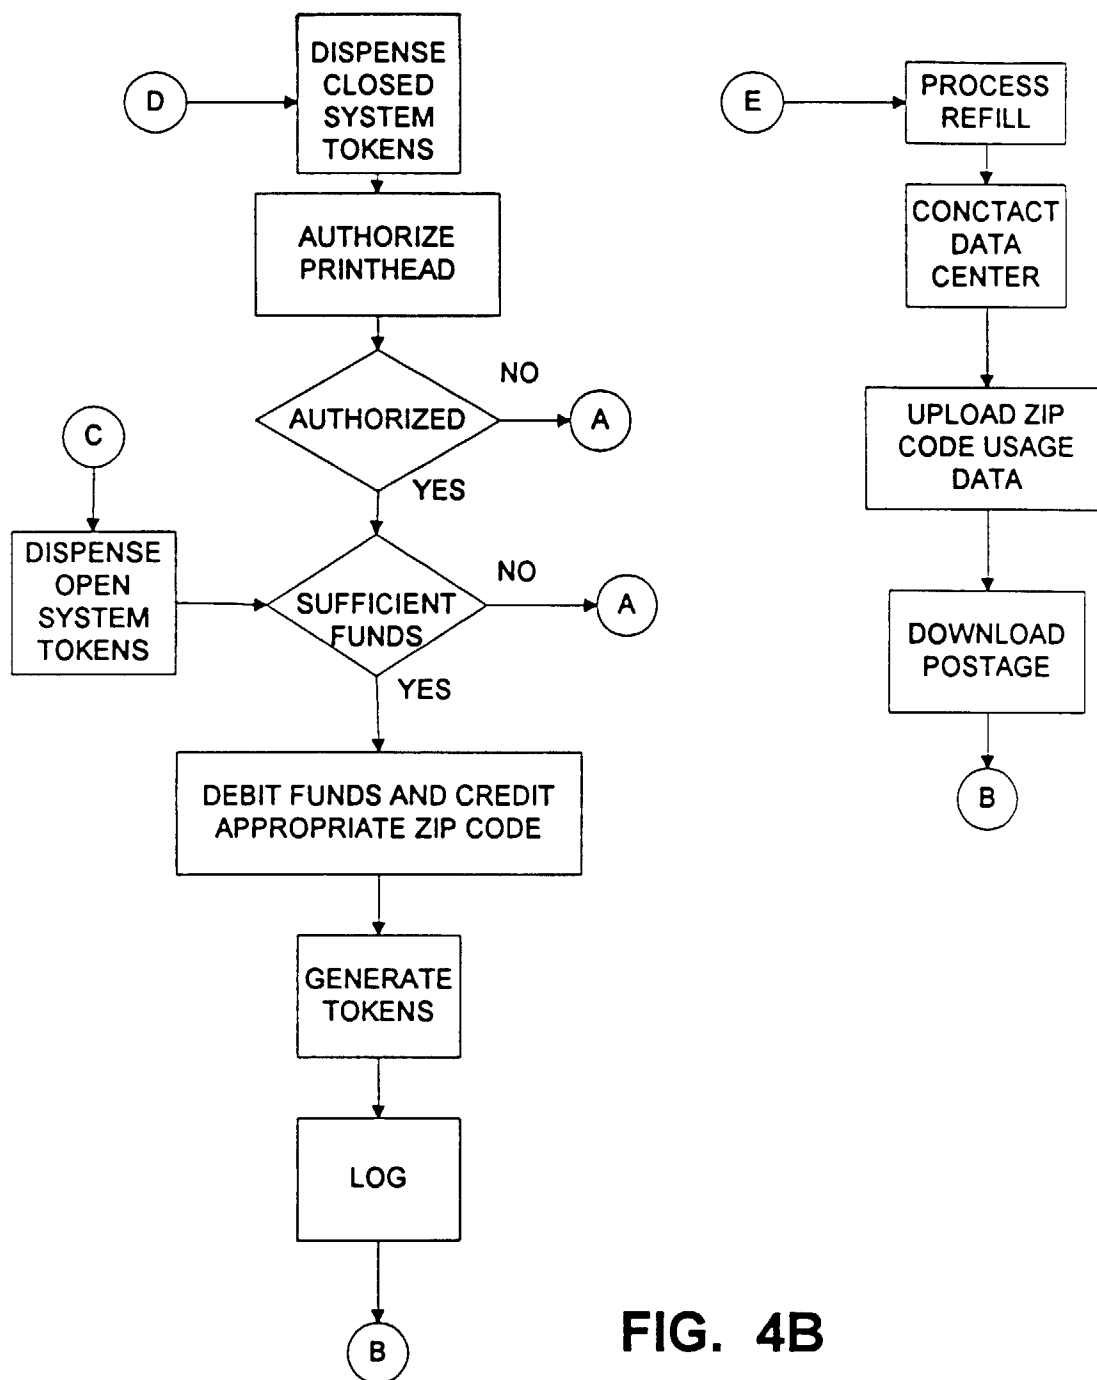 D
DISPENSE
CLOSED
SYSTEM
TOKENS
AUTHORIZE
PRINTHEAD
AUTHORIZED
NO
A
YES
C
DISPENSE
OPEN
SYSTEM
TOKENS
SUFFICIENT
FUNDS
NO
A
YES
DEBIT FUNDS AND CREDIT
APPROPRIATE ZIP CODE
GENERATE
TOKENS
LOG
B
E
PROCESS
REFILL
CONCTACT
DATA
CENTER
UPLOAD ZIP
CODE USAGE
DATA
DOWNLOAD
POSTAGE
B
FIG. 4B